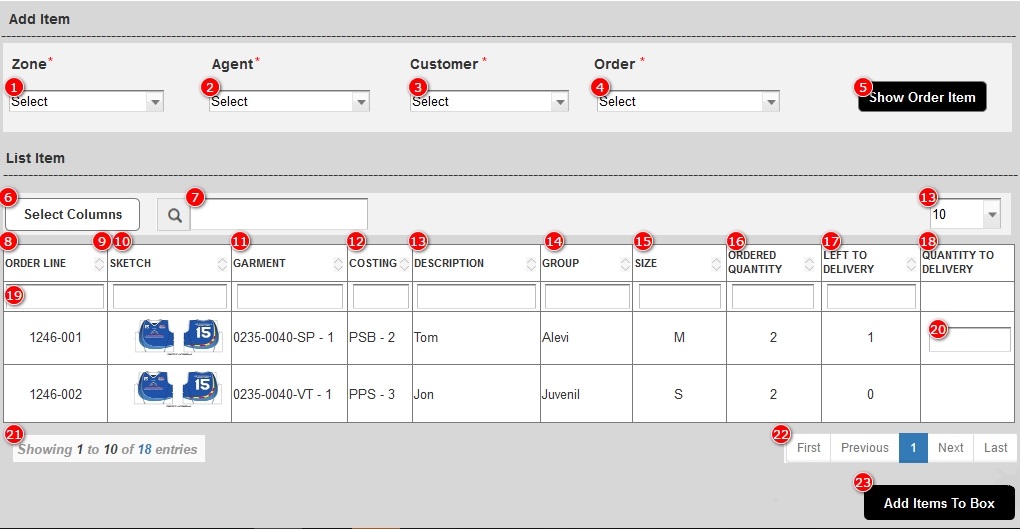 Add Item
Zone* Agent* Customer * Order *
1 2 3 4 5
Select Select Select Select Show Order Item
List Item
6 7 13
Select Columns 10
8 9 10 11 12 13 14 15 16 17 18
ORDER LINE SKETCH GARMENT COSTING DESCRIPTION GROUP SIZE ORDERED QUANTITY LEFT TO DELIVERY QUANTITY TO DELIVERY
19
1246-001 15 0235-0040-SP - 1 PSB - 2 Tom Alevi M 2 1 20
1246-002 15 0235-0040-VT - 1 PPS - 3 Jon Juvenil S 2 0
21 22
Showing 1 to 10 of 18 entries First Previous 1 Next Last
23
Add Items To Box